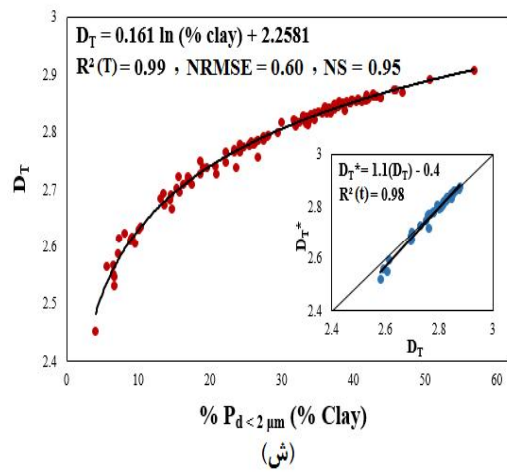 D_T = 0.161 ln (% clay) + 2.2581
R² (T) = 0.99 , NRMSE = 0.60 , NS = 0.95
3
2.9
2.8
2.7
2.6
2.5
2.4
D_T
0 10 20 30 40 50 60
% P_d < 2 μm (% Clay)
D_T* = 1.1(D_T) - 0.4
R² (t) = 0.98
3
2.8
2.6
2.4
D_T*
2.4 2.6 2.8 3
D_T
(ش)